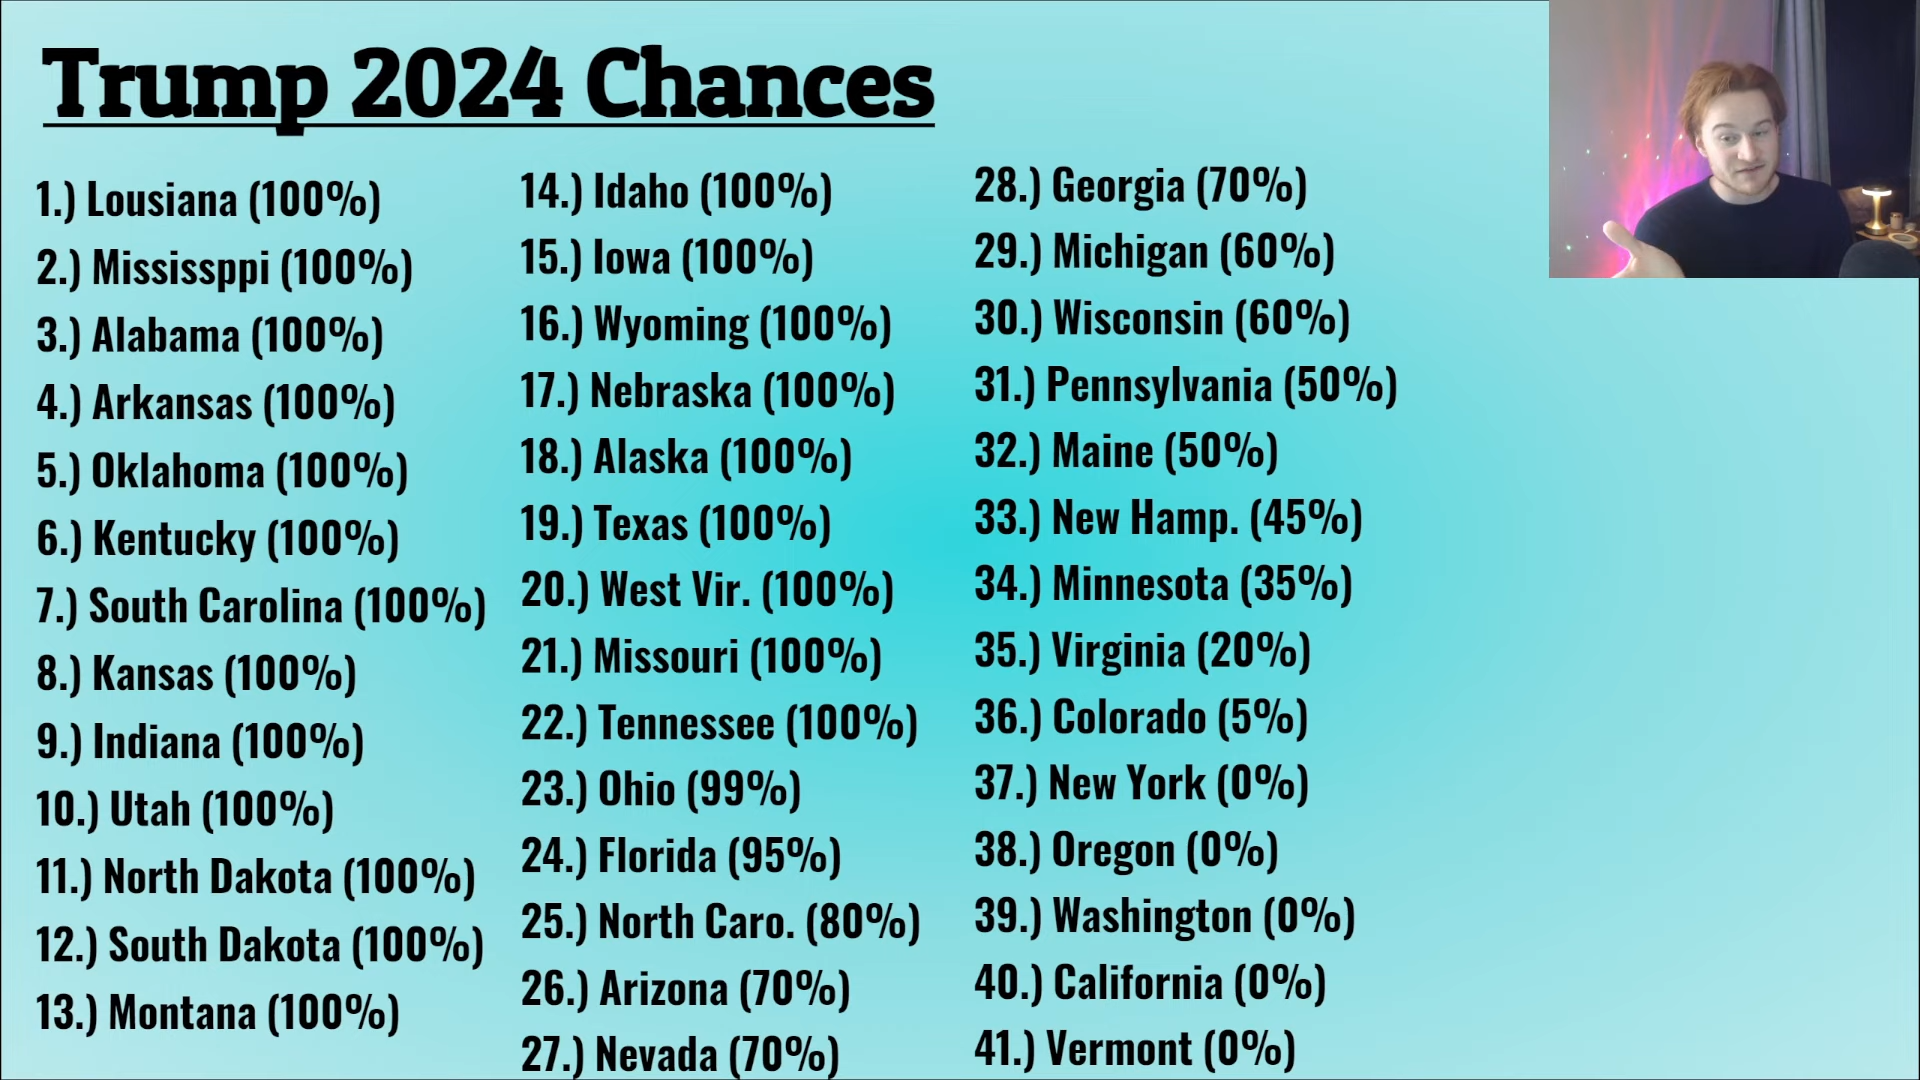 Trump 2024 Chances
1.) Lousiana (100%)
2.) Mississppi (100%)
3.) Alabama (100%)
4.) Arkansas (100%)
5.) Oklahoma (100%)
6.) Kentucky (100%)
7.) South Carolina (100%)
8.) Kansas (100%)
9.) Indiana (100%)
10.) Utah (100%)
11.) North Dakota (100%)
12.) South Dakota (100%)
13.) Montana (100%)
14.) Idaho (100%)
15.) Iowa (100%)
16.) Wyoming (100%)
17.) Nebraska (100%)
18.) Alaska (100%)
19.) Texas (100%)
20.) West Vir. (100%)
21.) Missouri (100%)
22.) Tennessee (100%)
23.) Ohio (99%)
24.) Florida (95%)
25.) North Caro. (80%)
26.) Arizona (70%)
27.) Nevada (70%)
28.) Georgia (70%)
29.) Michigan (60%)
30.) Wisconsin (60%)
31.) Pennsylvania (50%)
32.) Maine (50%)
33.) New Hamp. (45%)
34.) Minnesota (35%)
35.) Virginia (20%)
36.) Colorado (5%)
37.) New York (0%)
38.) Oregon (0%)
39.) Washington (0%)
40.) California (0%)
41.) Vermont (0%)